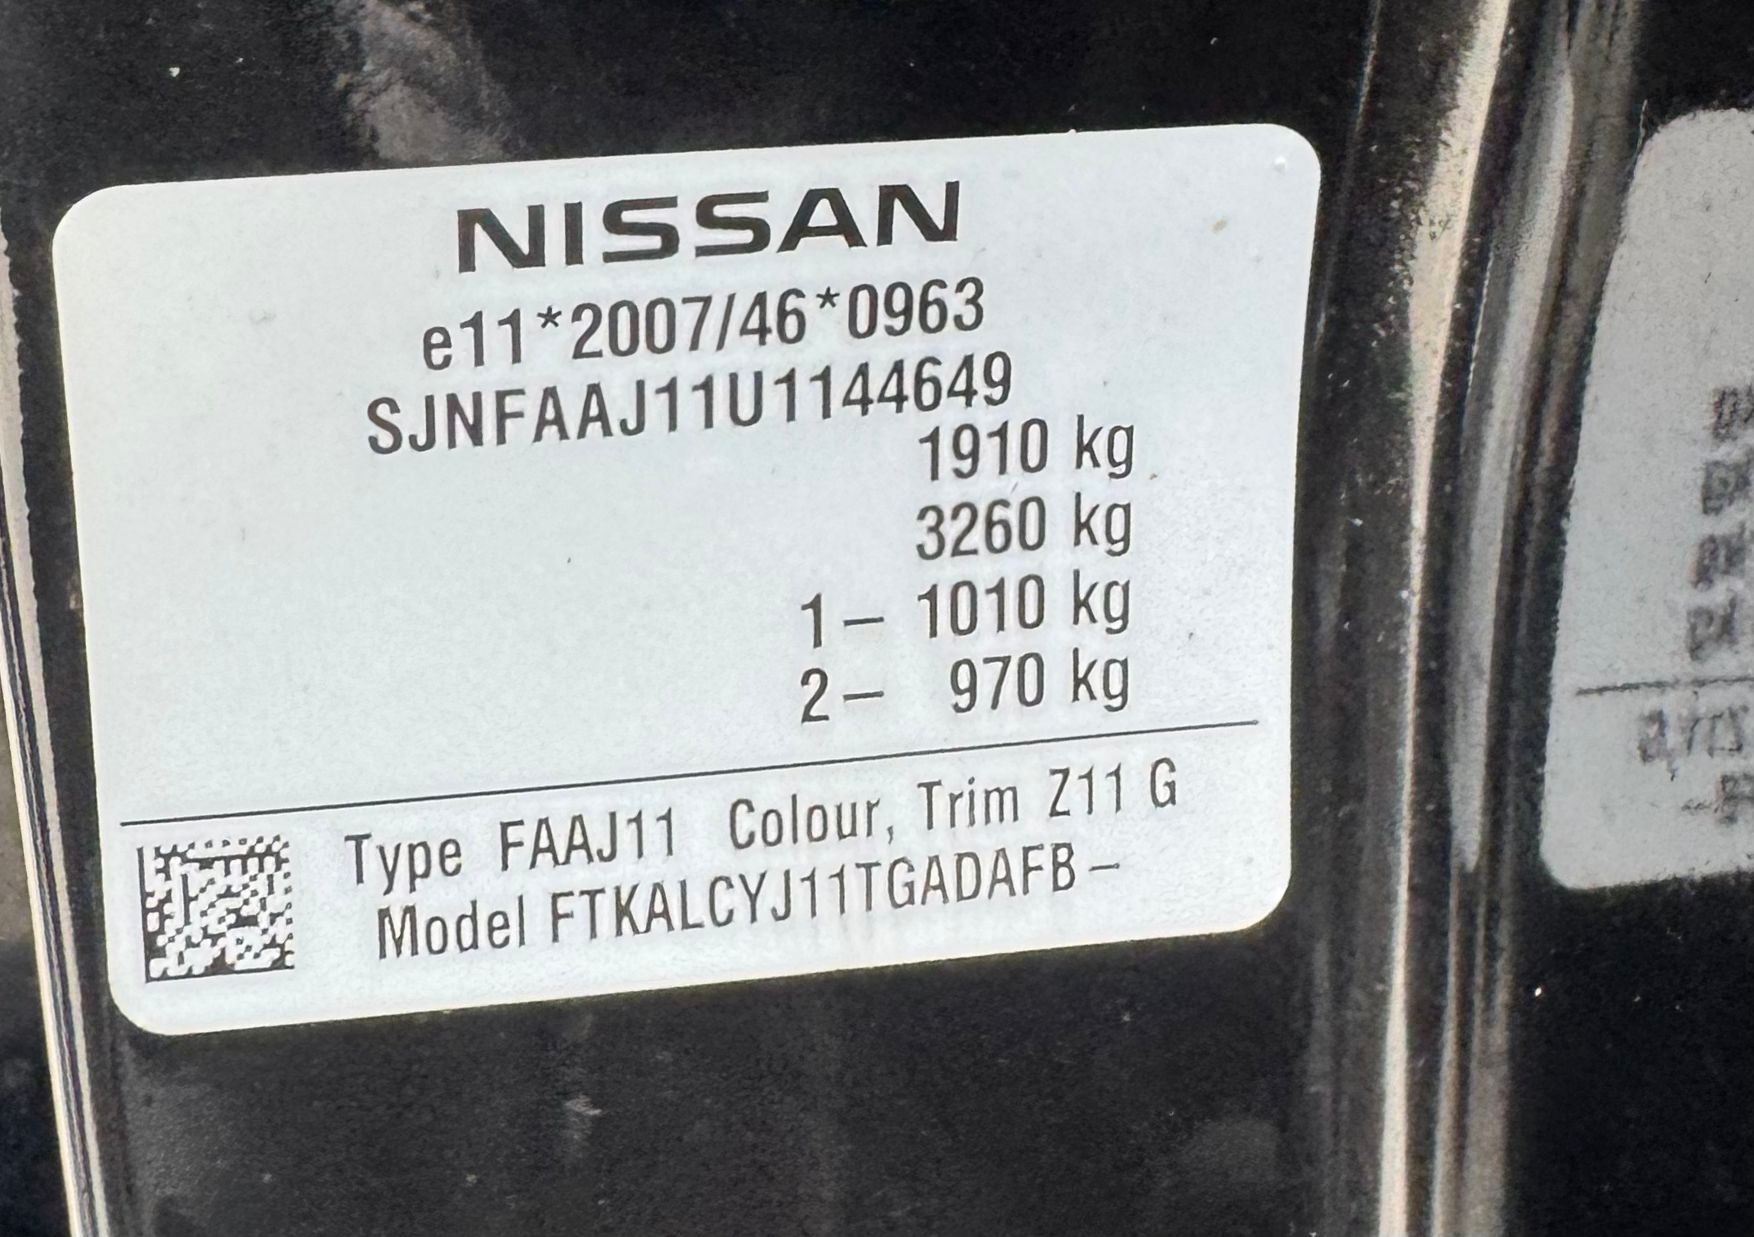 NISSAN
e11*2007/46*0963
SJNFAAJ11U1144649
1910 kg
3260 kg
1– 1010 kg
2– 970 kg
Type FAAJ11 Colour, Trim Z11 G
Model FTKALCYJ11TGADAFB–